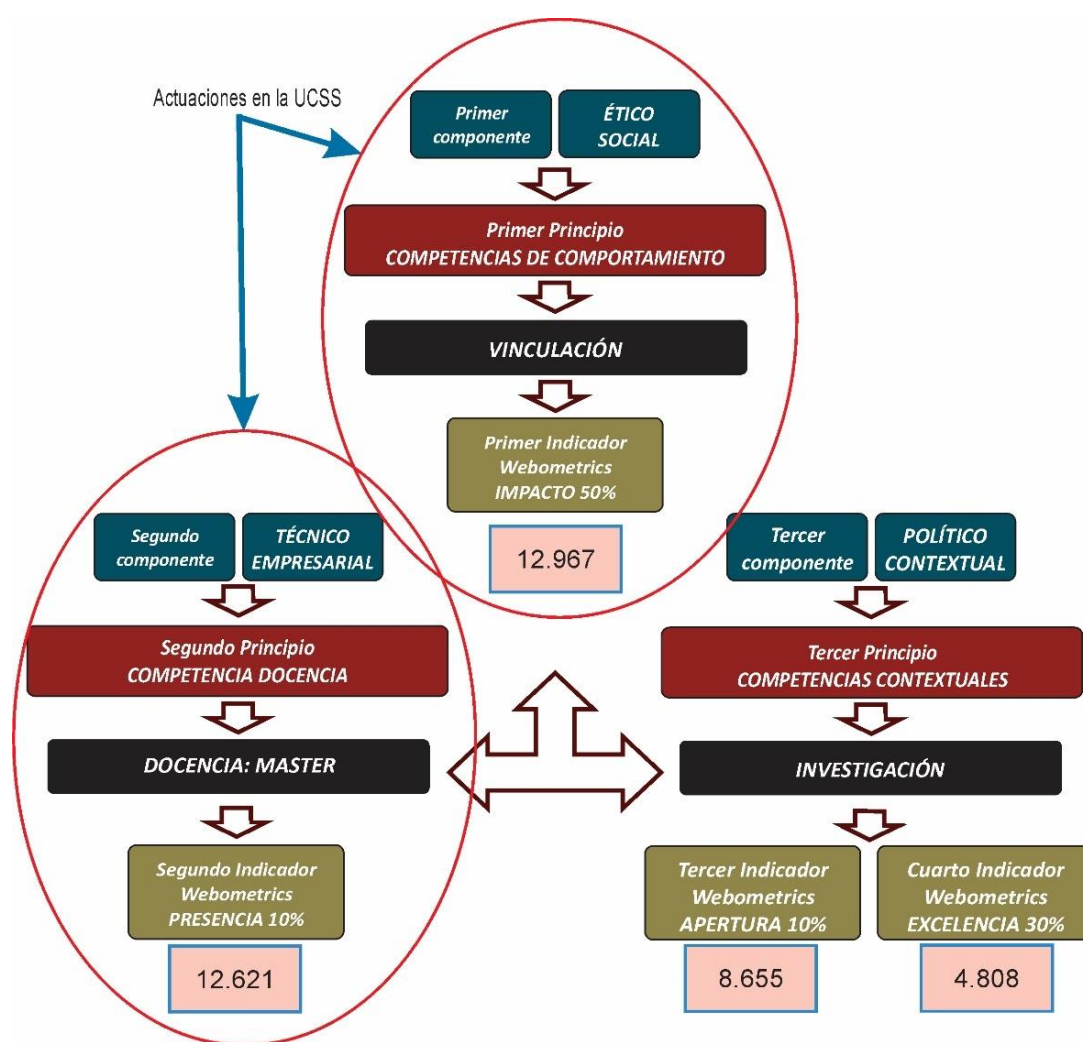 Actuaciones en la UCSS
Primer
componente
ÉTICO
SOCIAL
Primer Principio
COMPETENCIAS DE COMPORTAMIENTO
VINCULACIÓN
Primer Indicador
Webometrics
IMPACTO 50%
12.967
Segundo
componente
TÉCNICO
EMPRESARIAL
Segundo Principio
COMPETENCIA DOCENCIA
DOCENCIA: MASTER
Segundo Indicador
Webometrics
PRESENCIA 10%
12.621
Tercer
componente
POLÍTICO
CONTEXTUAL
Tercer Principio
COMPETENCIAS CONTEXTUALES
INVESTIGACIÓN
Tercer Indicador
Webometrics
APERTURA 10%
8.655
Cuarto Indicador
Webometrics
EXCELENCIA 30%
4.808